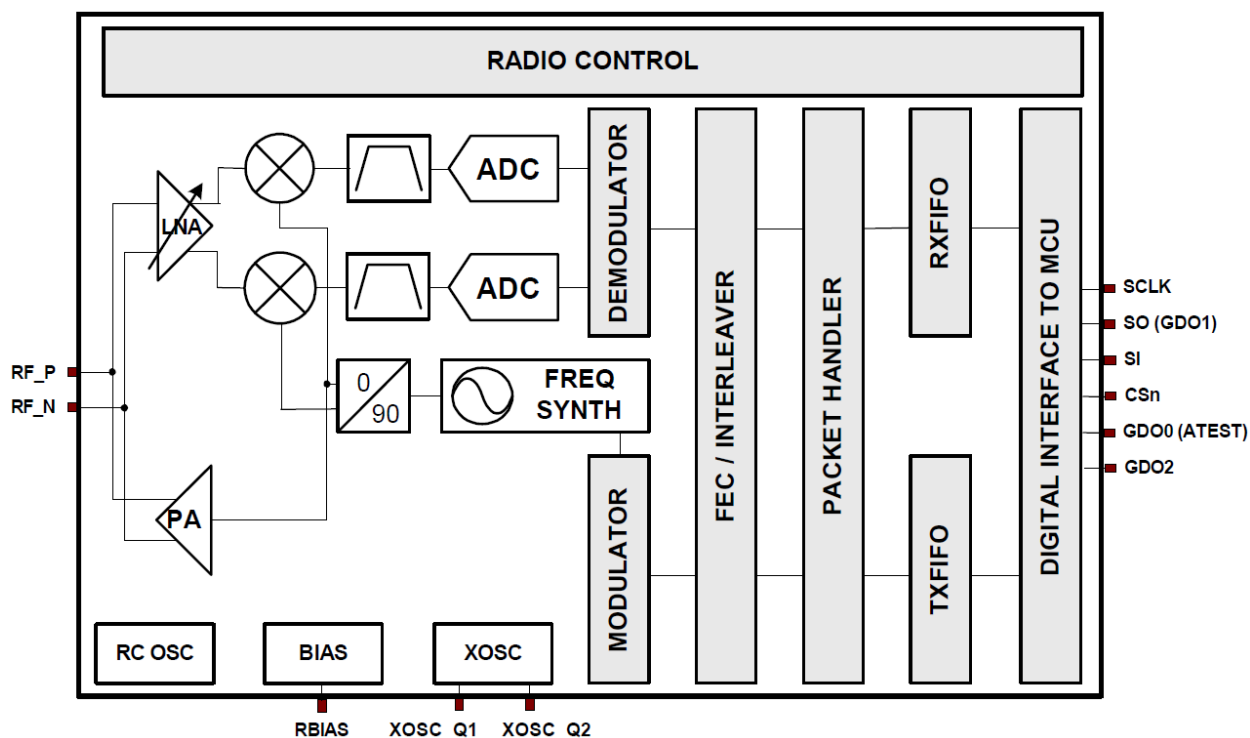 RADIO CONTROL
LNA
ADC
ADC
DEMODULATOR
FEC / INTERLEAVER
PACKET HANDLER
RXFIFO
DIGITAL INTERFACE TO MCU
SCLK
SO (GDO1)
SI
CSn
GDO0 (ATEST)
GDO2
RF_P
RF_N
0
90
FREQ
SYNTH
PA
MODULATOR
TXFIFO
RC OSC
BIAS
XOSC
RBIAS
XOSC_Q1
XOSC_Q2